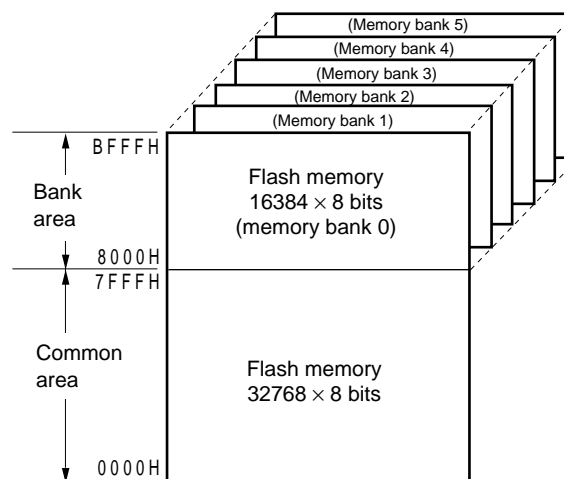 (Memory bank 5)
(Memory bank 4)
(Memory bank 3)
(Memory bank 2)
(Memory bank 1)
BFFFH
Flash memory
16384 × 8 bits
(memory bank 0)
Bank
area
8000H
7FFFH
Common
area
Flash memory
32768 × 8 bits
0000H